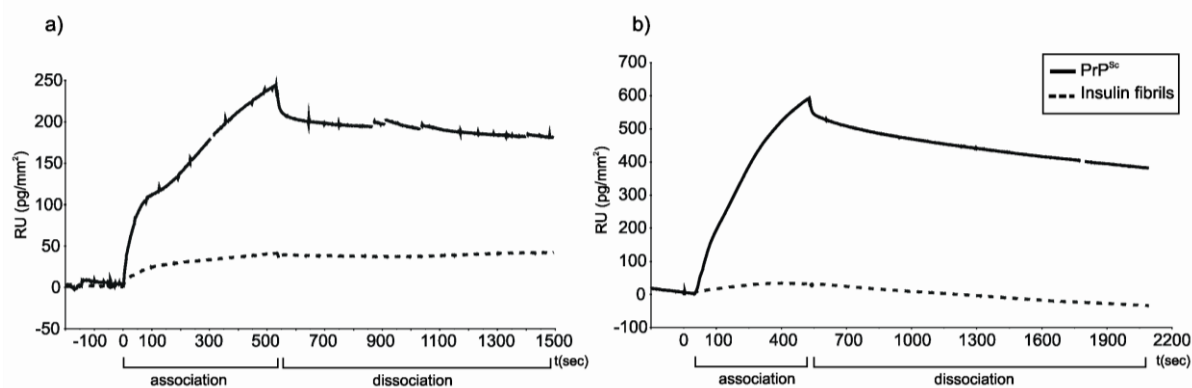 a)
250
200
150
100
50
0
-50
RU (pg/mm²)
-100 0 100 300 500 700 900 1100 1300 1500
t(sec)
association dissociation
b)
700
600
500
400
300
200
100
0
-100
RU (pg/mm²)
0 100 400 700 1000 1300 1600 1900 2200
t(sec)
association dissociation
PrPSc
Insulin fibrils